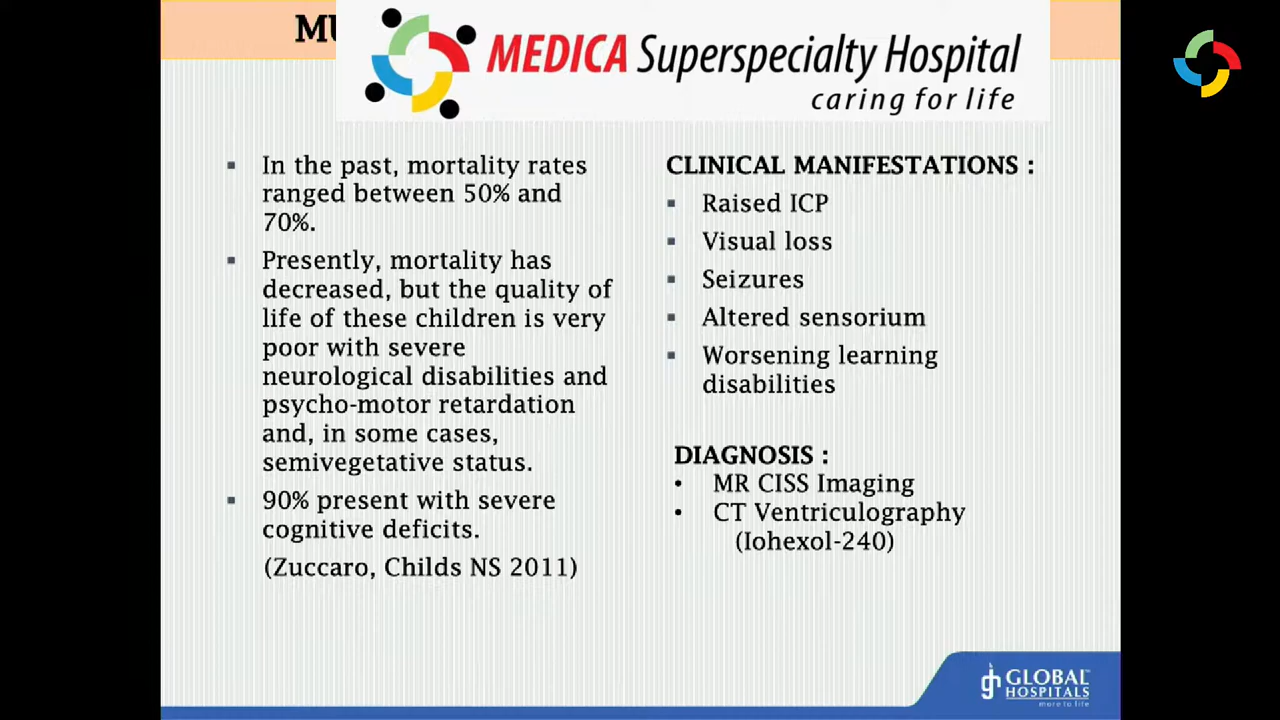 MU
MEDICA Superspecialty Hospital
caring for life
In the past, mortality rates
ranged between 50% and
70%.
Presently, mortality has
decreased, but the quality of
life of these children is very
poor with severe
neurological disabilities and
psycho-motor retardation
and, in some cases,
semivegetative status.
90% present with severe
cognitive deficits.
(Zuccaro, Childs NS 2011)
CLINICAL MANIFESTATIONS :
Raised ICP
Visual loss
Seizures
Altered sensorium
Worsening learning
disabilities
DIAGNOSIS :
MR CISS Imaging
CT Ventriculography
(Iohexol-240)
GLOBAL
HOSPITALS
more to life